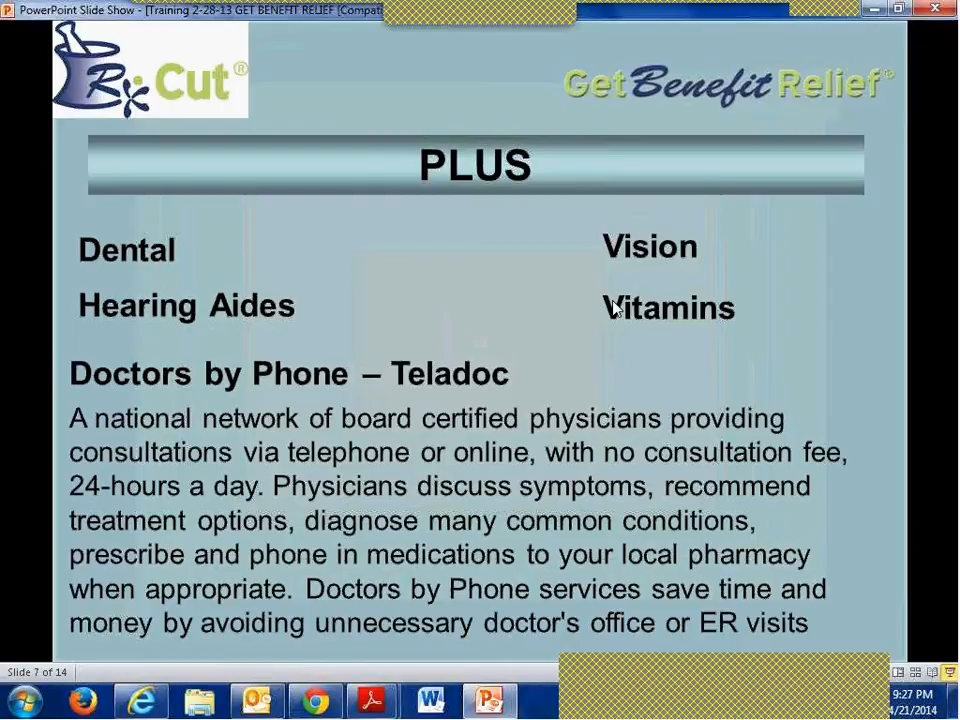 PowerPoint Slide Show - [Training 2-28-13 GET BENEFIT RELIEF [Compati
Rx Cut®
Get Benefit Relief®
PLUS
Dental
Vision
Hearing Aides
Vitamins
Doctors by Phone – Teladoc
A national network of board certified physicians providing
consultations via telephone or online, with no consultation fee,
24-hours a day. Physicians discuss symptoms, recommend
treatment options, diagnose many common conditions,
prescribe and phone in medications to your local pharmacy
when appropriate. Doctors by Phone services save time and
money by avoiding unnecessary doctor's office or ER visits
Slide 7 of 14
9:27 PM
4/21/2014